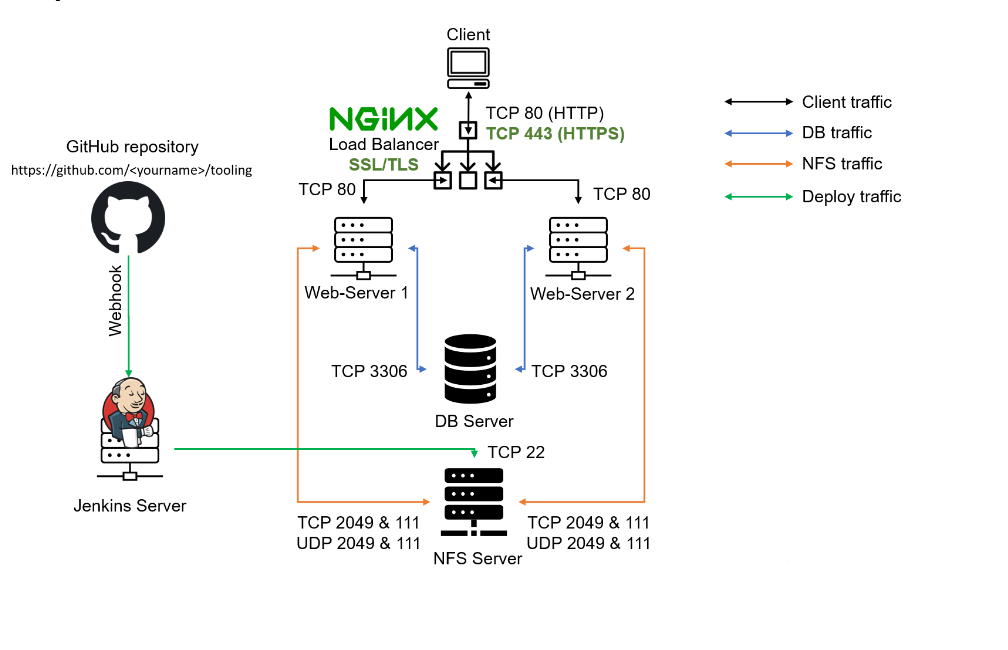 Client
NGINX
Load Balancer
SSL/TLS
TCP 80 (HTTP)
TCP 443 (HTTPS)
Client traffic
DB traffic
NFS traffic
Deploy traffic
GitHub repository
https://github.com/<yourname>/tooling
TCP 80
TCP 80
Webhook
Web-Server 1
Web-Server 2
TCP 3306
TCP 3306
DB Server
TCP 22
Jenkins Server
TCP 2049 & 111
UDP 2049 & 111
TCP 2049 & 111
UDP 2049 & 111
NFS Server